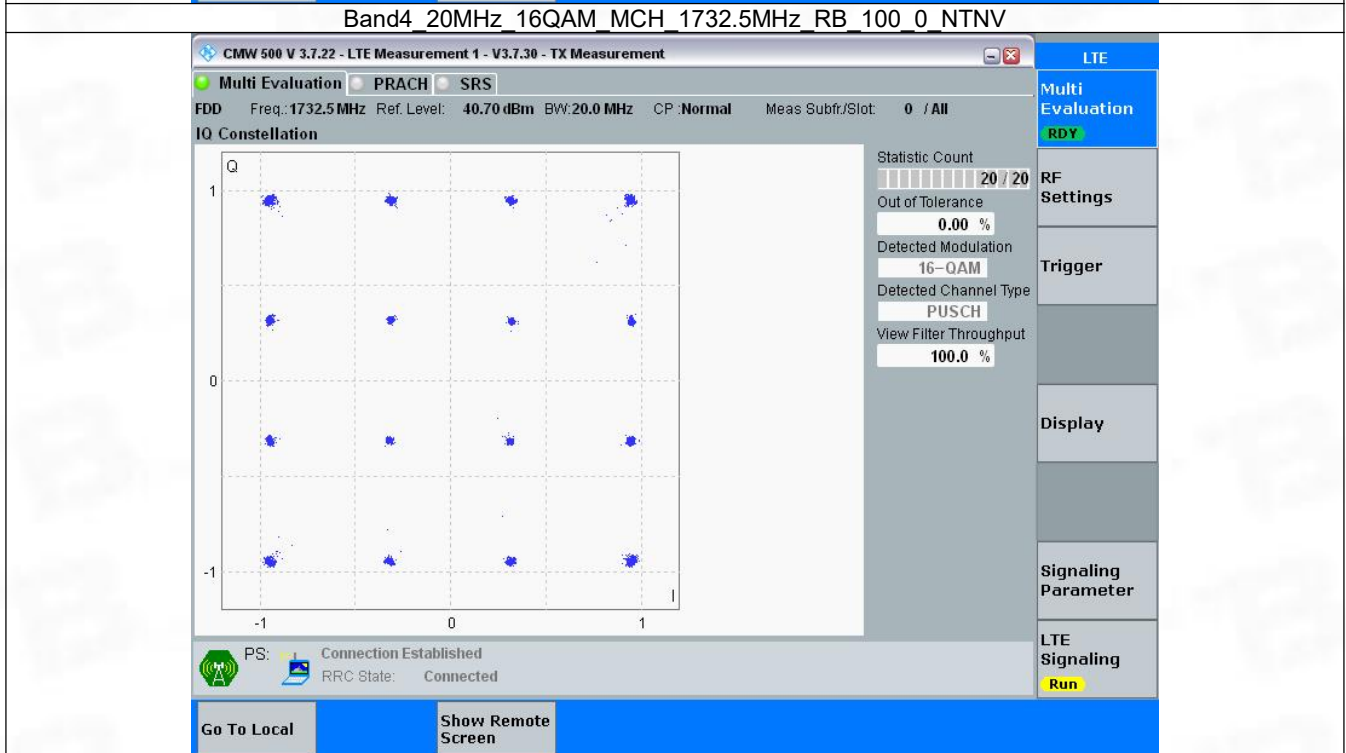 Band4_20MHz_16QAM_MCH_1732.5MHz_RB_100_0_NTNV
CMW 500 V 3.7.22 - LTE Measurement 1 - V3.7.30 - TX Measurement
LTE
Multi Evaluation PRACH SRS
Multi
Evaluation
RDY
FDD Freq.: 1732.5 MHz Ref. Level: 40.70 dBm BW: 20.0 MHz CP : Normal Meas Subfr./Slot: 0 / All
IQ Constellation
Q
1
0
-1
I
-1 0 1
Statistic Count
20 / 20
Out of Tolerance
0.00 %
Detected Modulation
16-QAM
Detected Channel Type
PUSCH
View Filter Throughput
100.0 %
RF
Settings
Trigger
Display
Signaling
Parameter
LTE
Signaling
Run
PS: Connection Established
RRC State: Connected
Go To Local
Show Remote
Screen